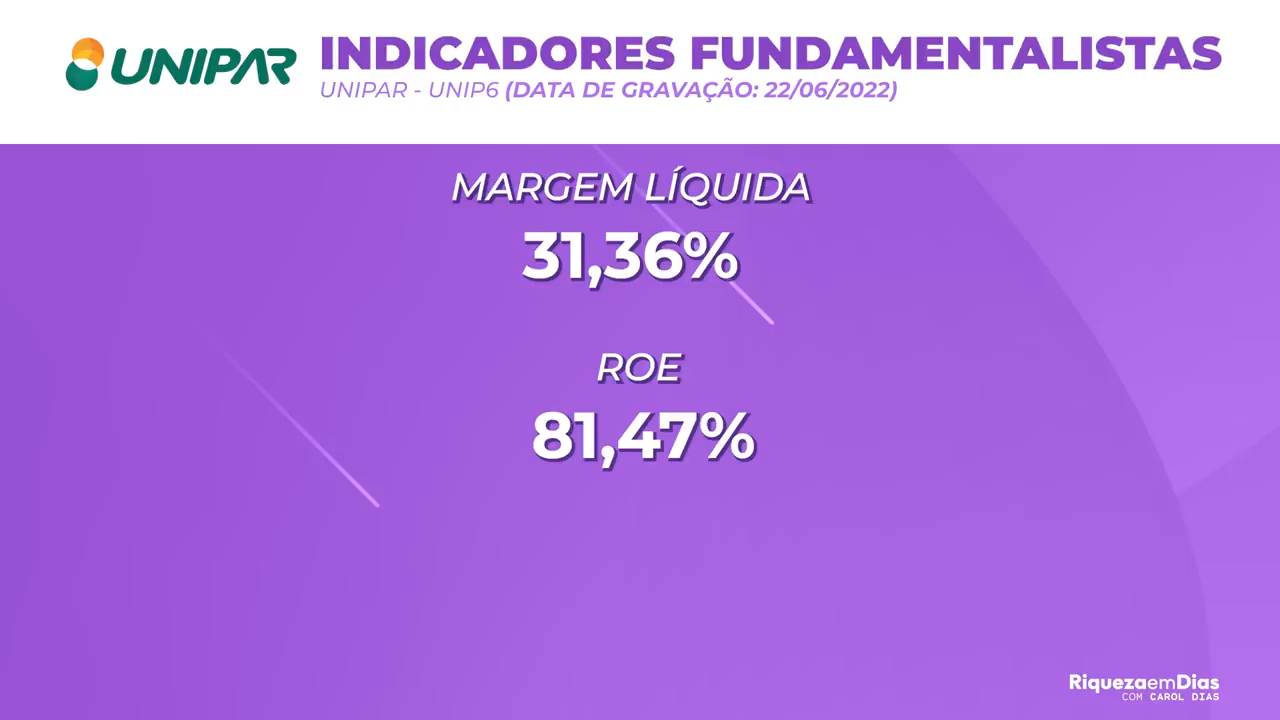 UNIPAR
INDICADORES FUNDAMENTALISTAS
UNIPAR - UNIP6 (DATA DE GRAVAÇÃO: 22/06/2022)
MARGEM LÍQUIDA
31,36%
ROE
81,47%
RiquezaemDias
COM CAROL DIAS